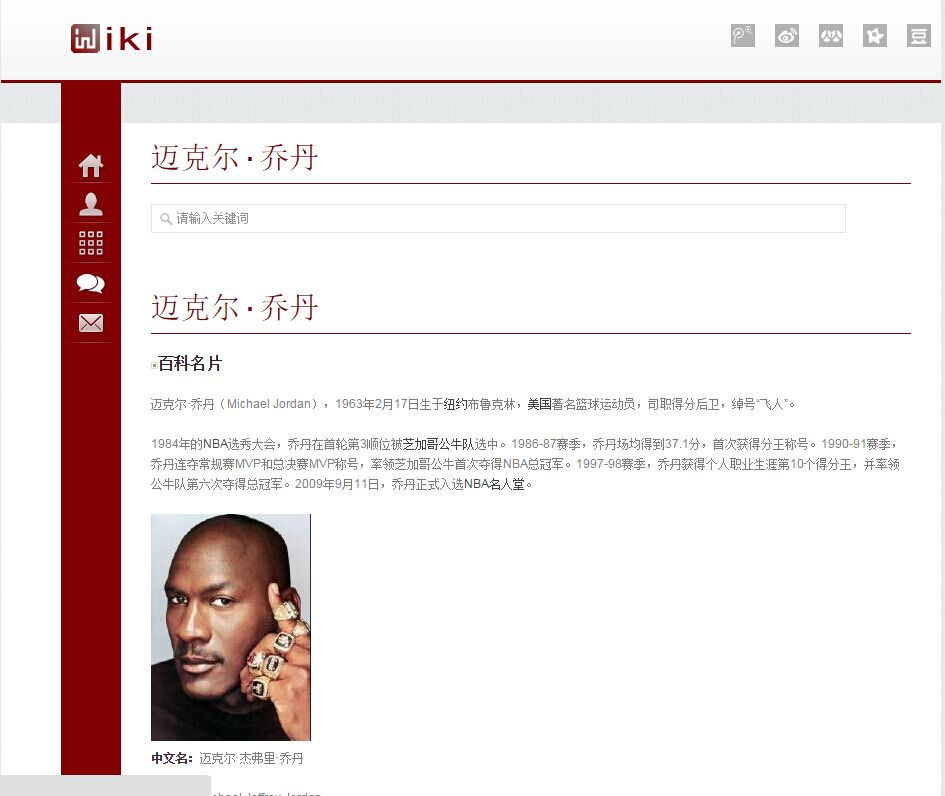 wiki
豆
迈克尔·乔丹
请输入关键词
迈克尔·乔丹
百科名片
迈克尔·乔丹（Michael Jordan），1963年2月17日生于纽约布鲁克林，美国著名篮球运动员，司职得分后卫，绰号“飞人”。
1984年的NBA选秀大会，乔丹在首轮第3顺位被芝加哥公牛队选中。1986-87赛季，乔丹场均得到37.1分，首次获得分王称号。1990-91赛季，
乔丹连夺常规赛MVP和总决赛MVP称号，率领芝加哥公牛首次夺得NBA总冠军。1997-98赛季，乔丹获得个人职业生涯第10个得分王，并率领
公牛队第六次夺得总冠军。2009年9月11日，乔丹正式入选NBA名人堂。
中文名：迈克尔·杰弗里·乔丹